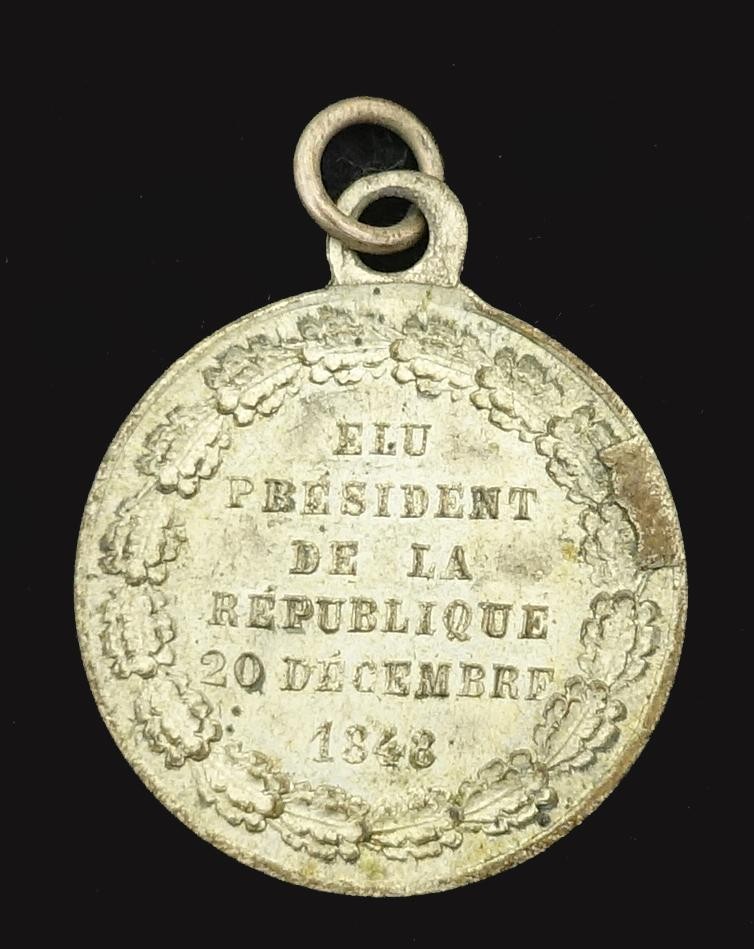 ELU
PRÉSIDENT
DE LA
RÉPUBLIQUE
20 DÉCEMBRE
1848